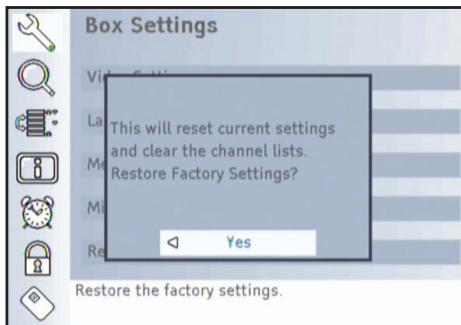 Box Settings
This will reset current settings
and clear the channel lists.
Restore Factory Settings?
Yes
Restore the factory settings.